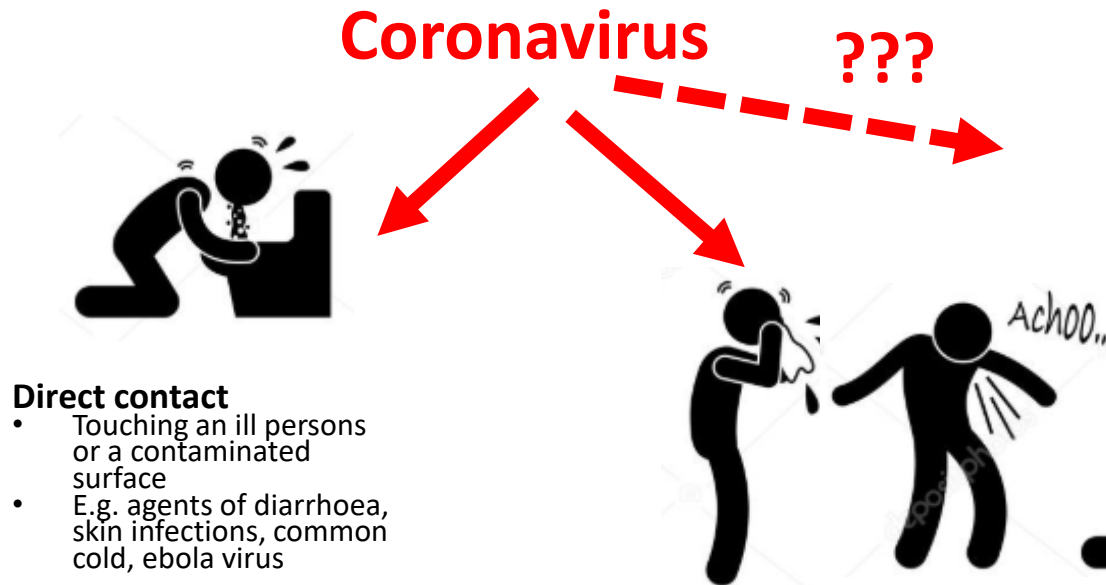 Coronavirus
???
Achoo..
Direct contact
• Touching an ill persons
or a contaminated
surface
• E.g. agents of diarrhoea,
skin infections, common
cold, ebola virus